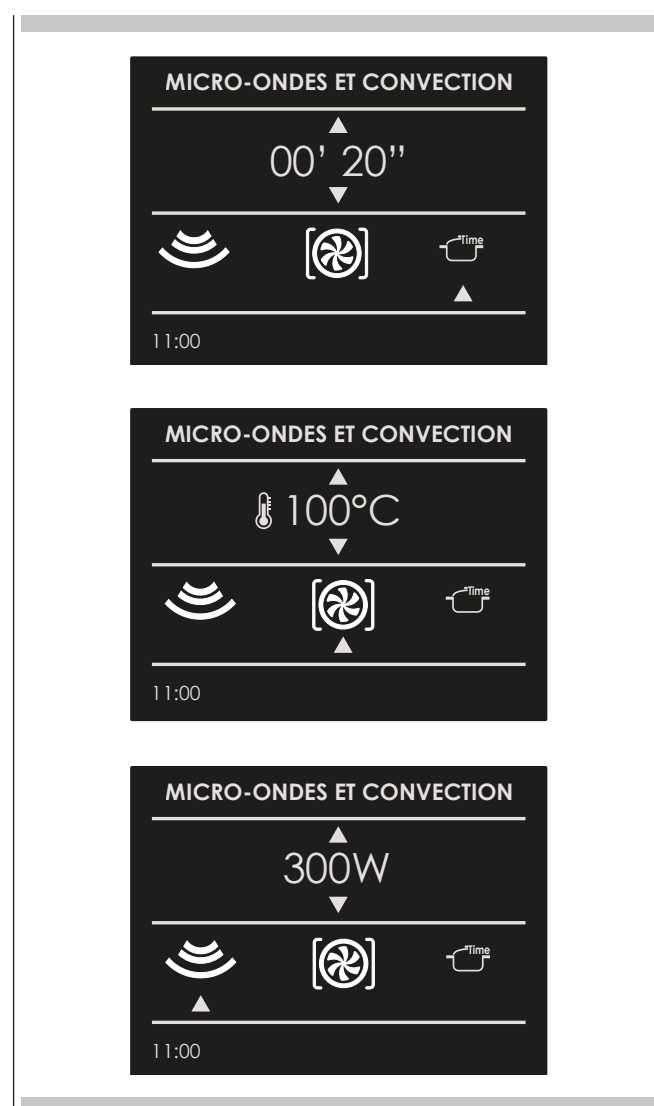 MICRO-ONDES ET CONVECTION
00’ 20”
Time
11:00
MICRO-ONDES ET CONVECTION
100°C
Time
11:00
MICRO-ONDES ET CONVECTION
300W
Time
11:00